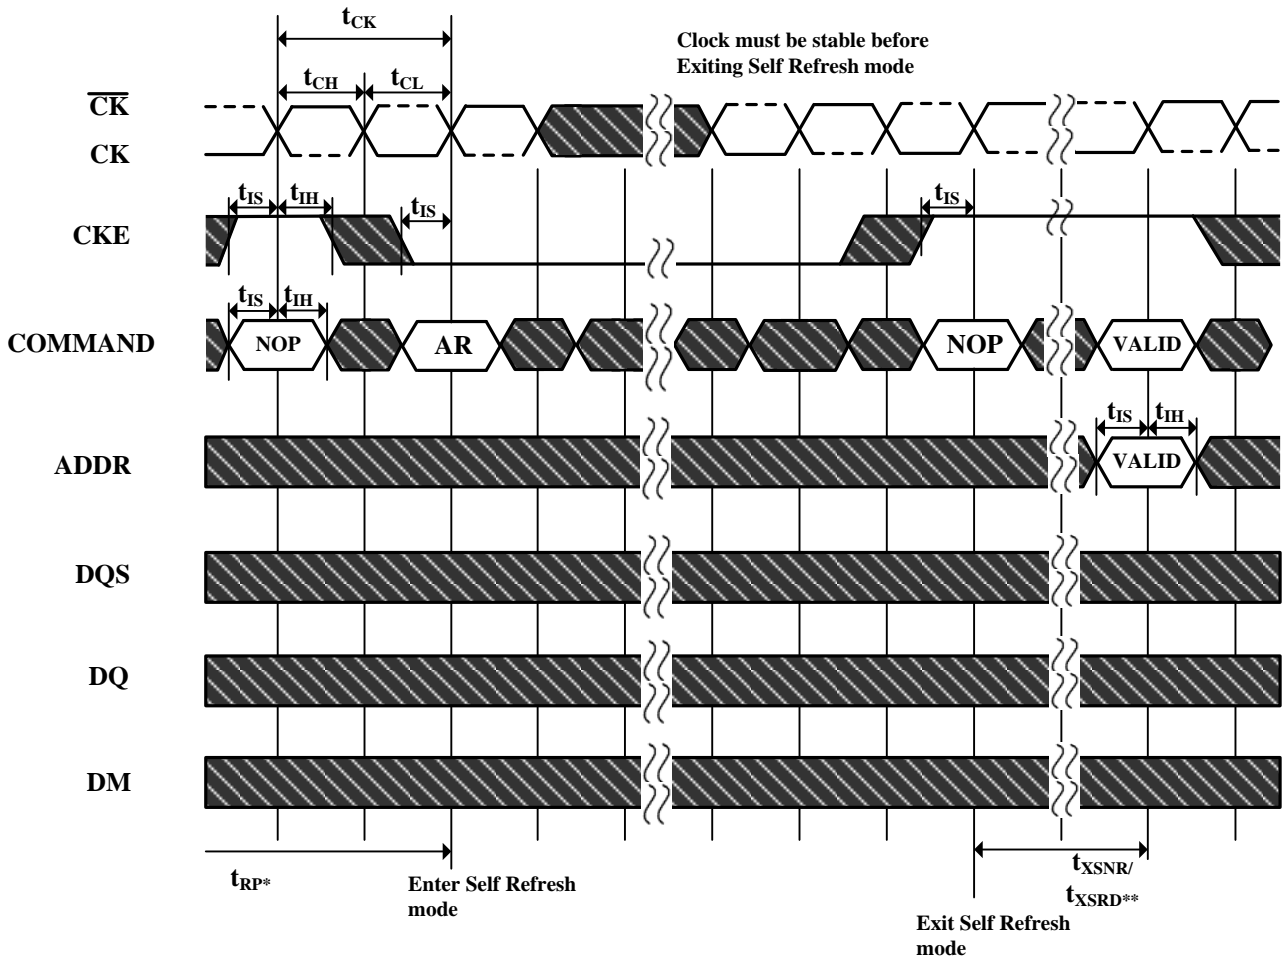 tCK
Clock must be stable before
Exiting Self Refresh mode
tCH
tCL
CK
CK
tIS
tIH
tIS
tIS
CKE
tIS
tIH
COMMAND
NOP
AR
NOP
VALID
tIS
tIH
ADDR
VALID
DQS
DQ
DM
tRP*
Enter Self Refresh
mode
tXSNR/
tXSRD**
Exit Self Refresh
mode